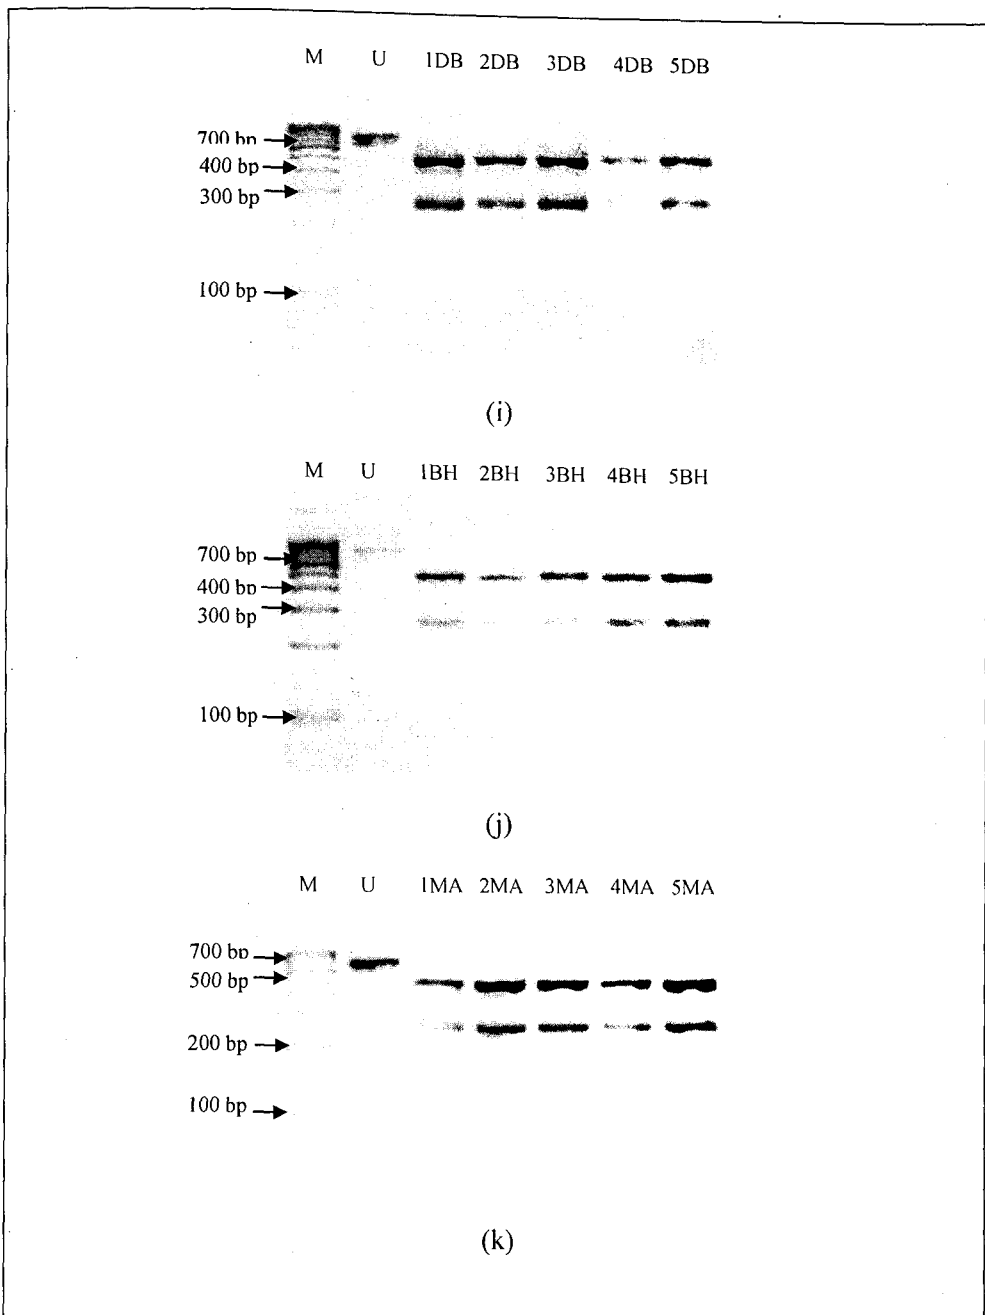 M U 1DB 2DB 3DB 4DB 5DB
700 bp
400 bp
300 bp
100 bp
(i)
M U 1BH 2BH 3BH 4BH 5BH
700 bp
400 bp
300 bp
100 bp
(j)
M U 1MA 2MA 3MA 4MA 5MA
700 bp
500 bp
200 bp
100 bp
(k)